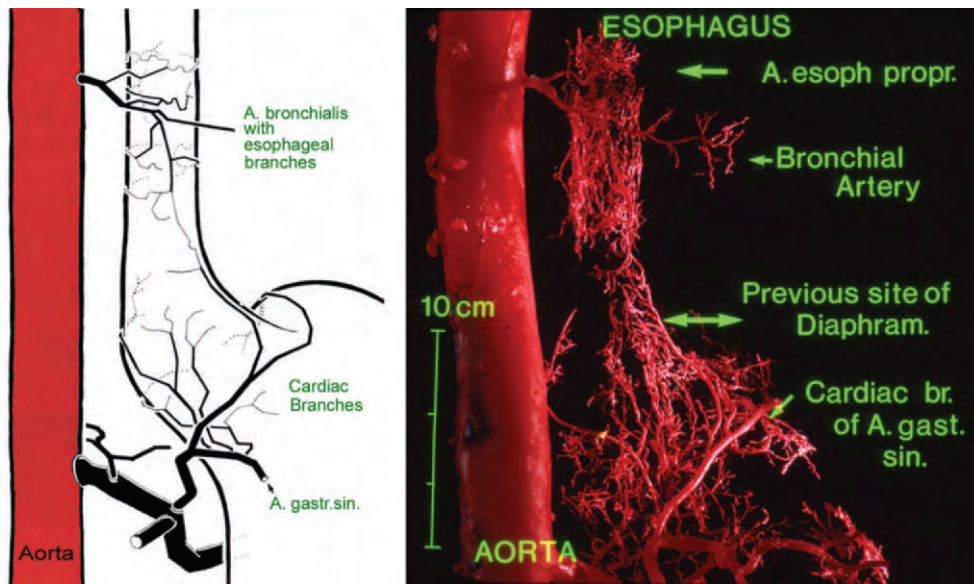 A. bronchialis
with
esophageal
branches
Cardiac
Branches
A. gastr.sin.
Aorta
ESOPHAGUS
A. esoph propr.
Bronchial
Artery
10 cm
Previous site of
Diaphram.
Cardiac br.
of A. gast.
sin.
AORTA